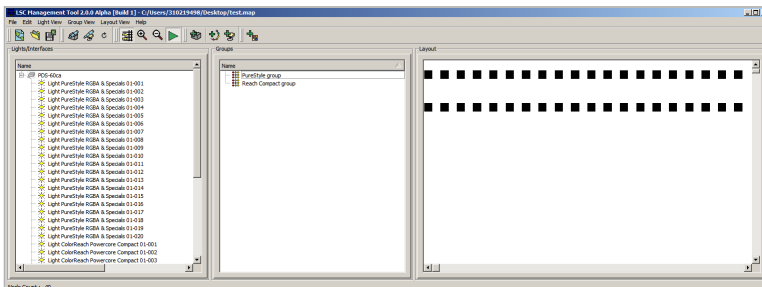 LSC Management Tool 2.0.0 Alpha [Build 1] - C:/Users/310219498/Desktop/test.map
File Edit Light View Group View Layout View Help
Lights/Interfaces
Name
PDS-60ca
Light PureStyle RGBA & Specials 01-001
Light PureStyle RGBA & Specials 01-002
Light PureStyle RGBA & Specials 01-003
Light PureStyle RGBA & Specials 01-004
Light PureStyle RGBA & Specials 01-005
Light PureStyle RGBA & Specials 01-006
Light PureStyle RGBA & Specials 01-007
Light PureStyle RGBA & Specials 01-008
Light PureStyle RGBA & Specials 01-009
Light PureStyle RGBA & Specials 01-010
Light PureStyle RGBA & Specials 01-011
Light PureStyle RGBA & Specials 01-012
Light PureStyle RGBA & Specials 01-013
Light PureStyle RGBA & Specials 01-014
Light PureStyle RGBA & Specials 01-015
Light PureStyle RGBA & Specials 01-016
Light PureStyle RGBA & Specials 01-017
Light PureStyle RGBA & Specials 01-018
Light PureStyle RGBA & Specials 01-019
Light PureStyle RGBA & Specials 01-020
Light ColorReach Powercore Compact 01-001
Light ColorReach Powercore Compact 01-002
Light ColorReach Powercore Compact 01-003
Groups
Name
PureStyle group
Reach Compact group
Layout